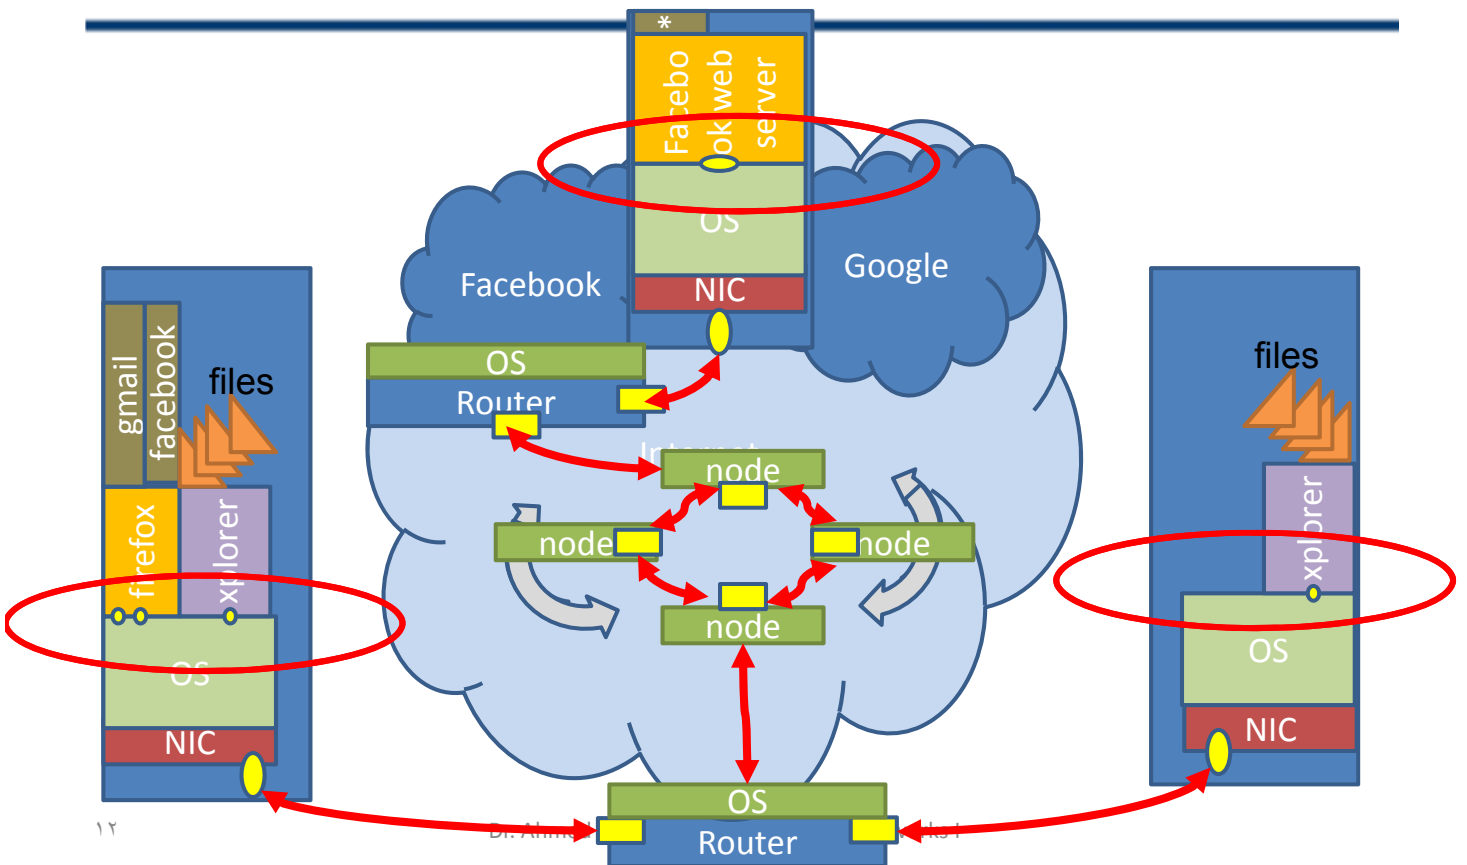 *
Facebo
ok web
server
OS
NIC
Facebook
Google
OS
Router
gmail
facebook
files
firefox
xplorer
OS
NIC
node
node
node
node
files
xplorer
OS
NIC
OS
Router
١٢
Dr.